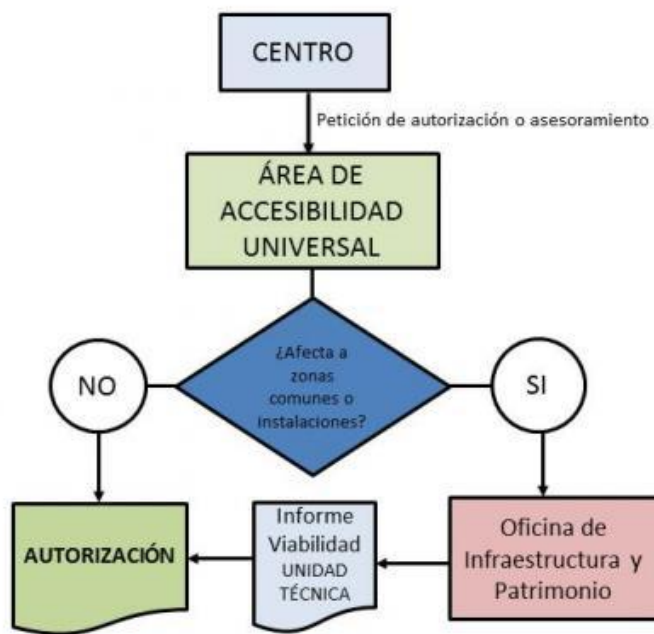 CENTRO
Petición de autorización o asesoramiento
ÁREA DE
ACCESIBILIDAD
UNIVERSAL
¿Afecta a
zonas
comunes o
instalaciones?
NO
SI
AUTORIZACIÓN
Informe
Viabilidad
UNIDAD
TÉCNICA
Oficina de
Infraestructura y
Patrimonio